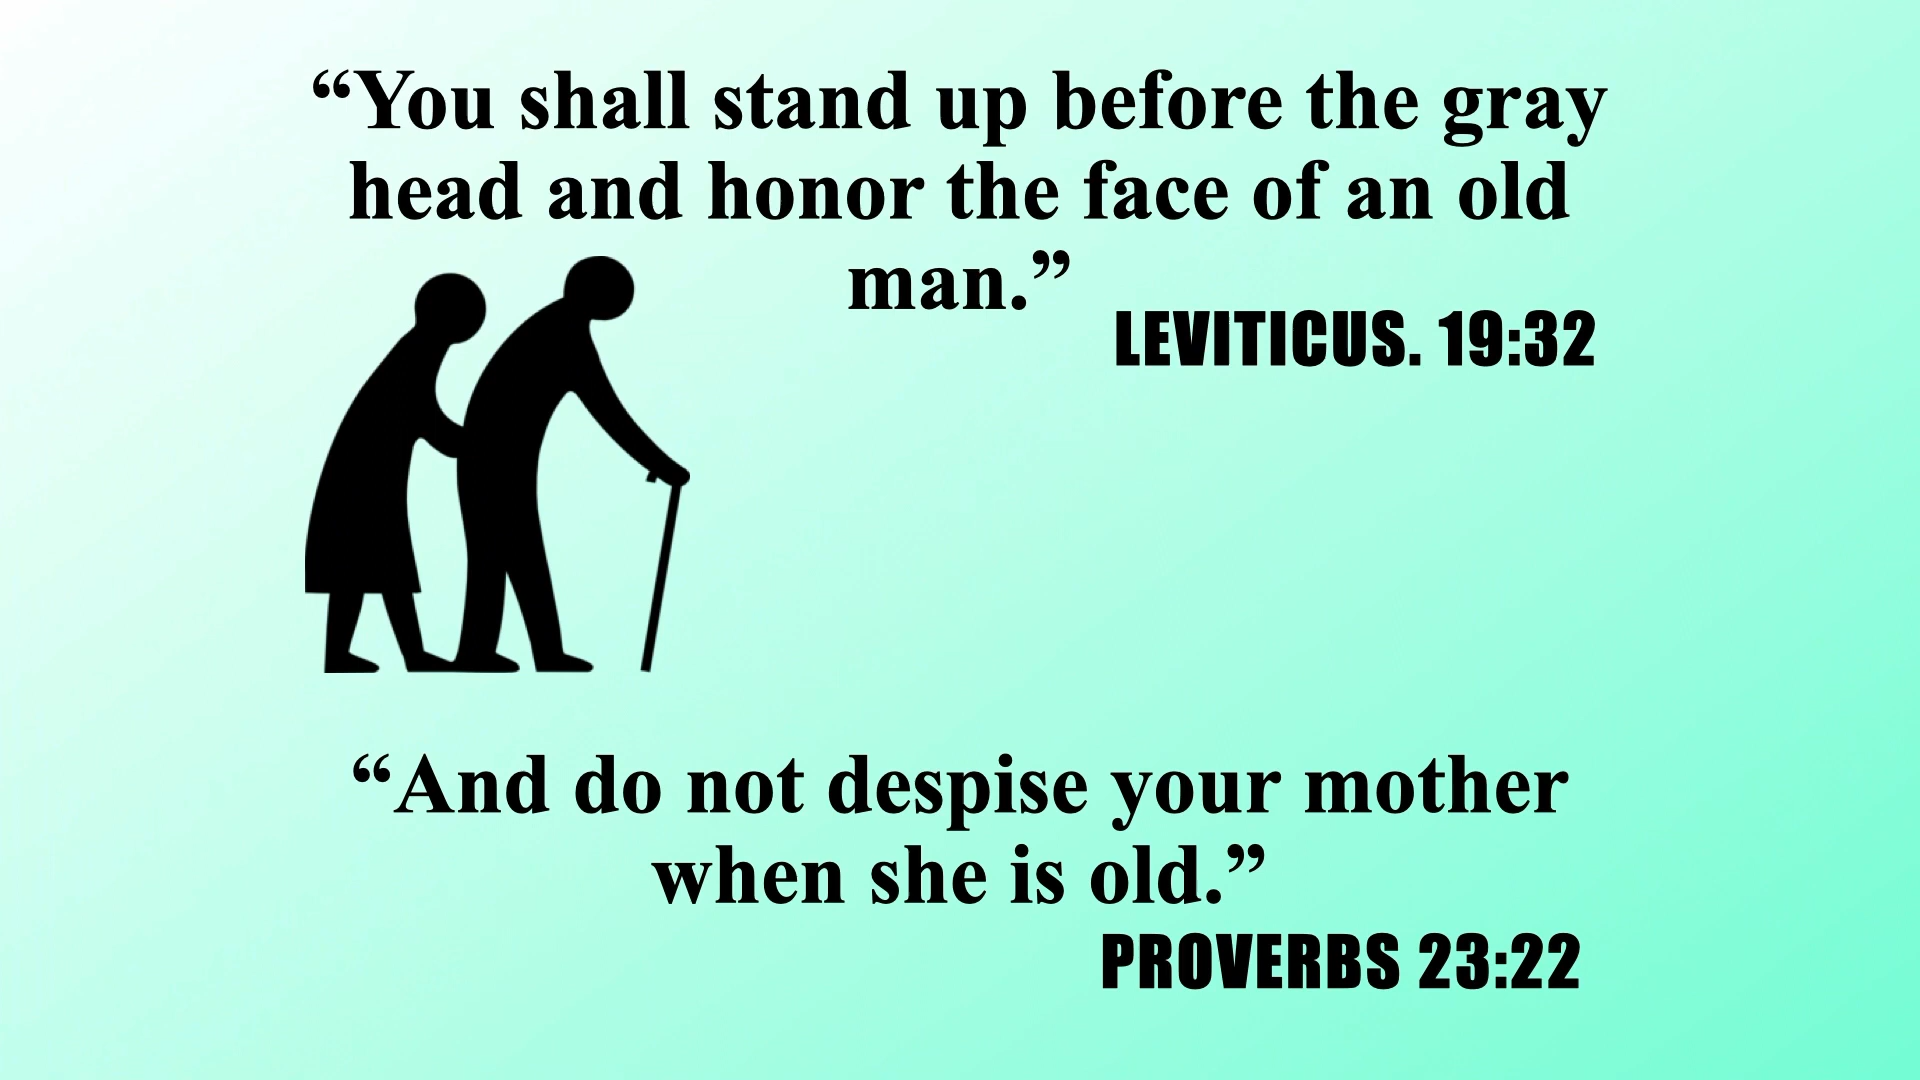 “You shall stand up before the gray
head and honor the face of an old
man.”
LEVITICUS. 19:32
“And do not despise your mother
when she is old.”
PROVERBS 23:22